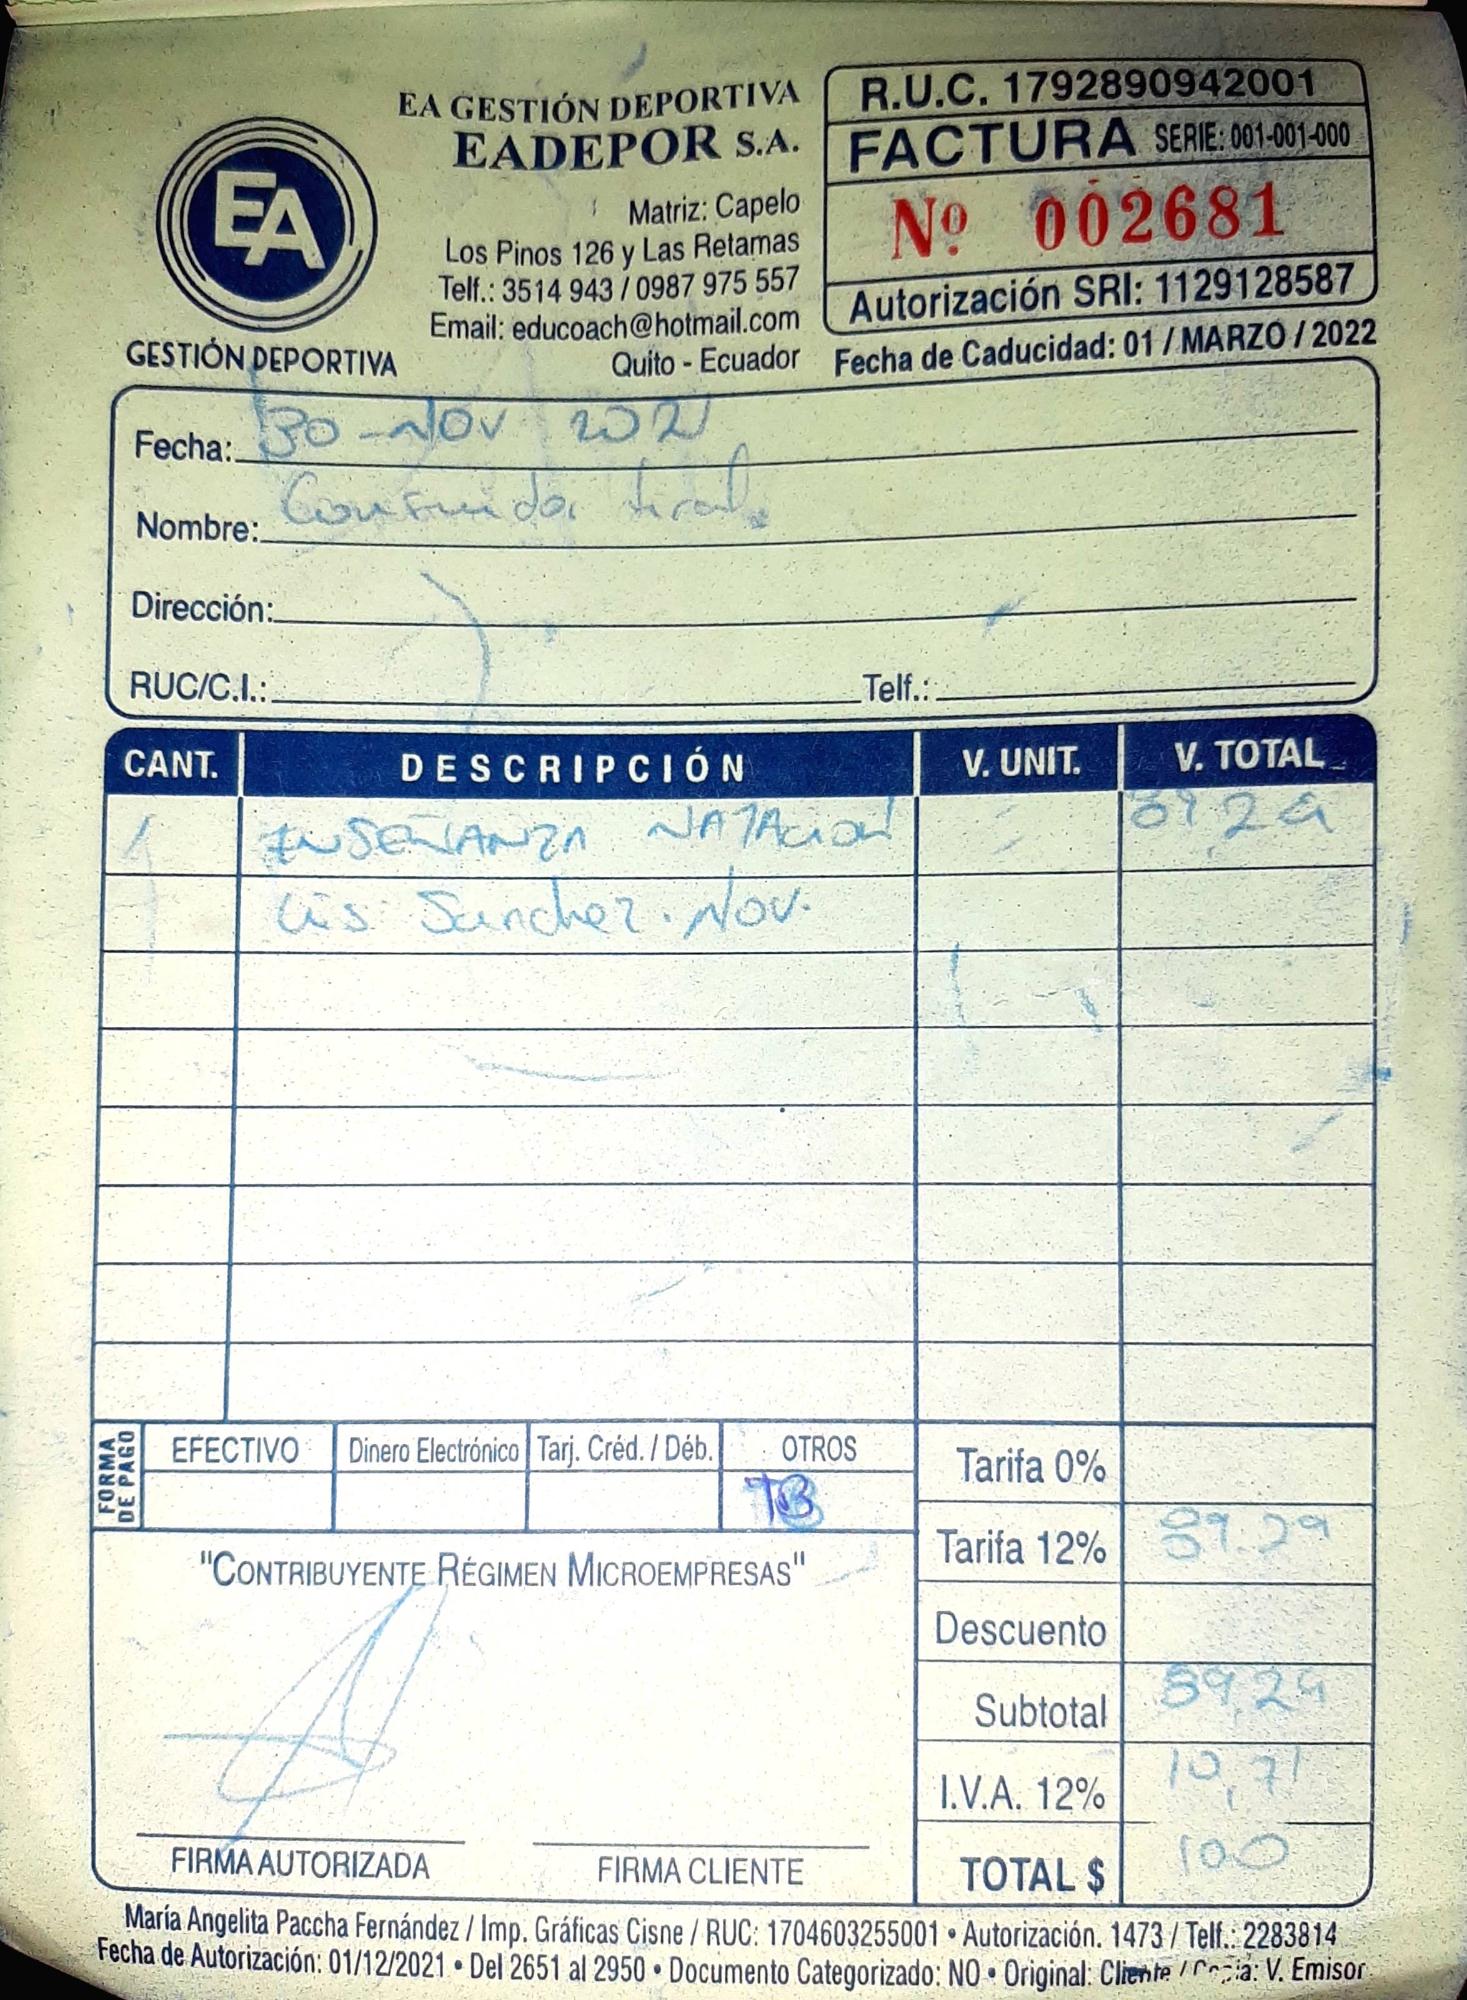 EA GESTIÓN DEPORTIVA
EADEPOR S.A.
EA
GESTIÓN DEPORTIVA
Matriz: Capelo
Los Pinos 126 y Las Retamas
Telf.: 3514 943 / 0987 975 557
Email: educoach@hotmail.com
Quito - Ecuador
R.U.C. 1792890942001
FACTURA SERIE: 001-001-000
Nº 002681
Autorización SRI: 1129128587
Fecha de Caducidad: 01 / MARZO / 2022
Fecha: 30-NOV 2021
Nombre: Consumidor
Dirección:
RUC/C.I.: Telf.:
CANT. DESCRIPCIÓN V. UNIT. V. TOTAL
1 ENSEÑANZA NATACION 89,29
Sanchez. Nov.
FORMA DE PAGO
EFECTIVO Dinero Electrónico Tarj. Créd. / Déb. OTROS
TB
Tarifa 0%
Tarifa 12% 89.29
Descuento
Subtotal 89,29
I.V.A. 12% 10,71
TOTAL $ 100
"CONTRIBUYENTE RÉGIMEN MICROEMPRESAS"
FIRMA AUTORIZADA FIRMA CLIENTE
María Angelita Paccha Fernández / Imp. Gráficas Cisne / RUC: 1704603255001 • Autorización. 1473 / Telf.: 2283814
Fecha de Autorización: 01/12/2021 • Del 2651 al 2950 • Documento Categorizado: NO • Original: Cliente / Copia: V. Emisor